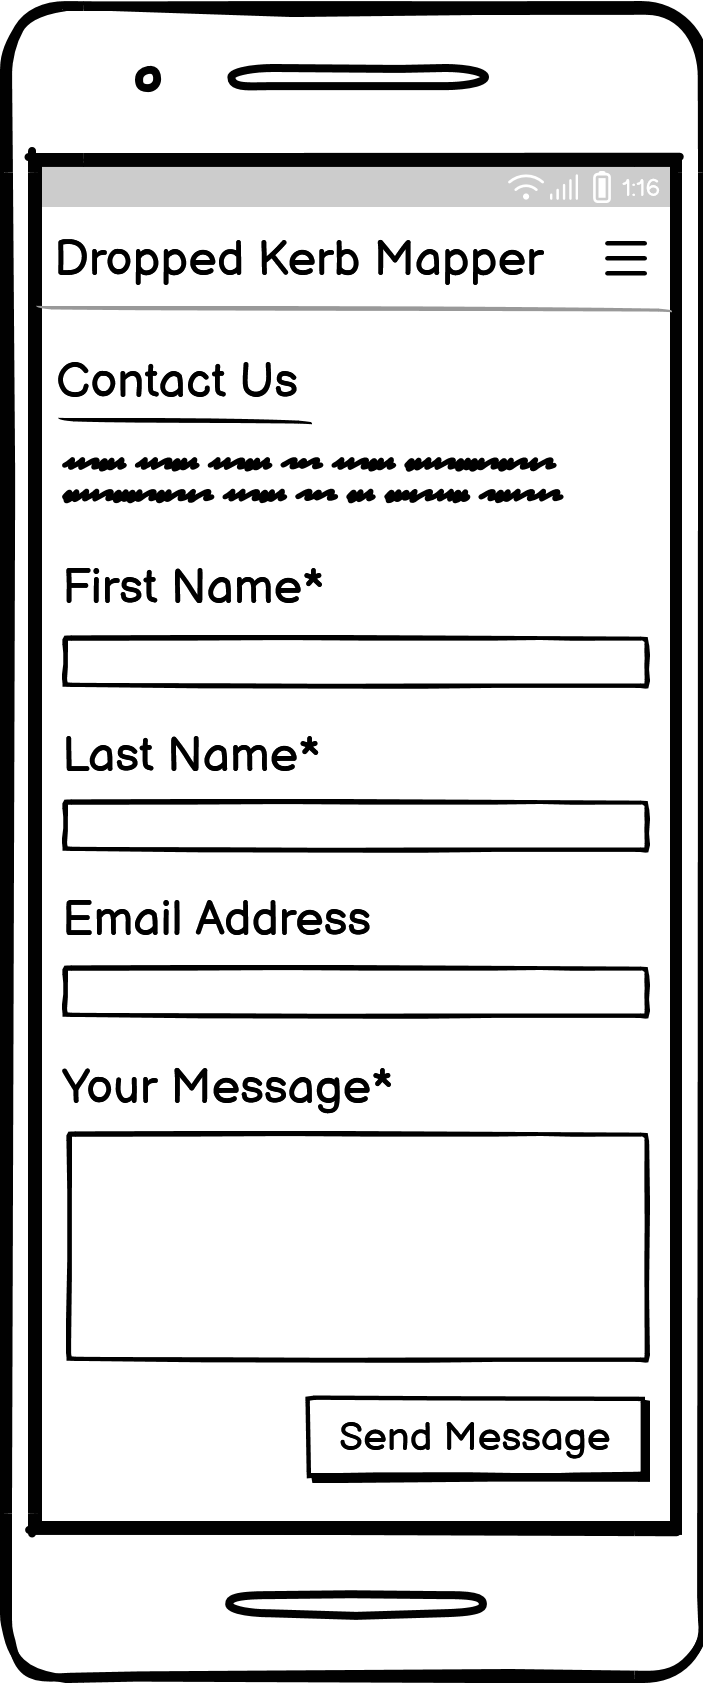 1:16
Dropped Kerb Mapper
Contact Us
First Name*
Last Name*
Email Address
Your Message*
Send Message